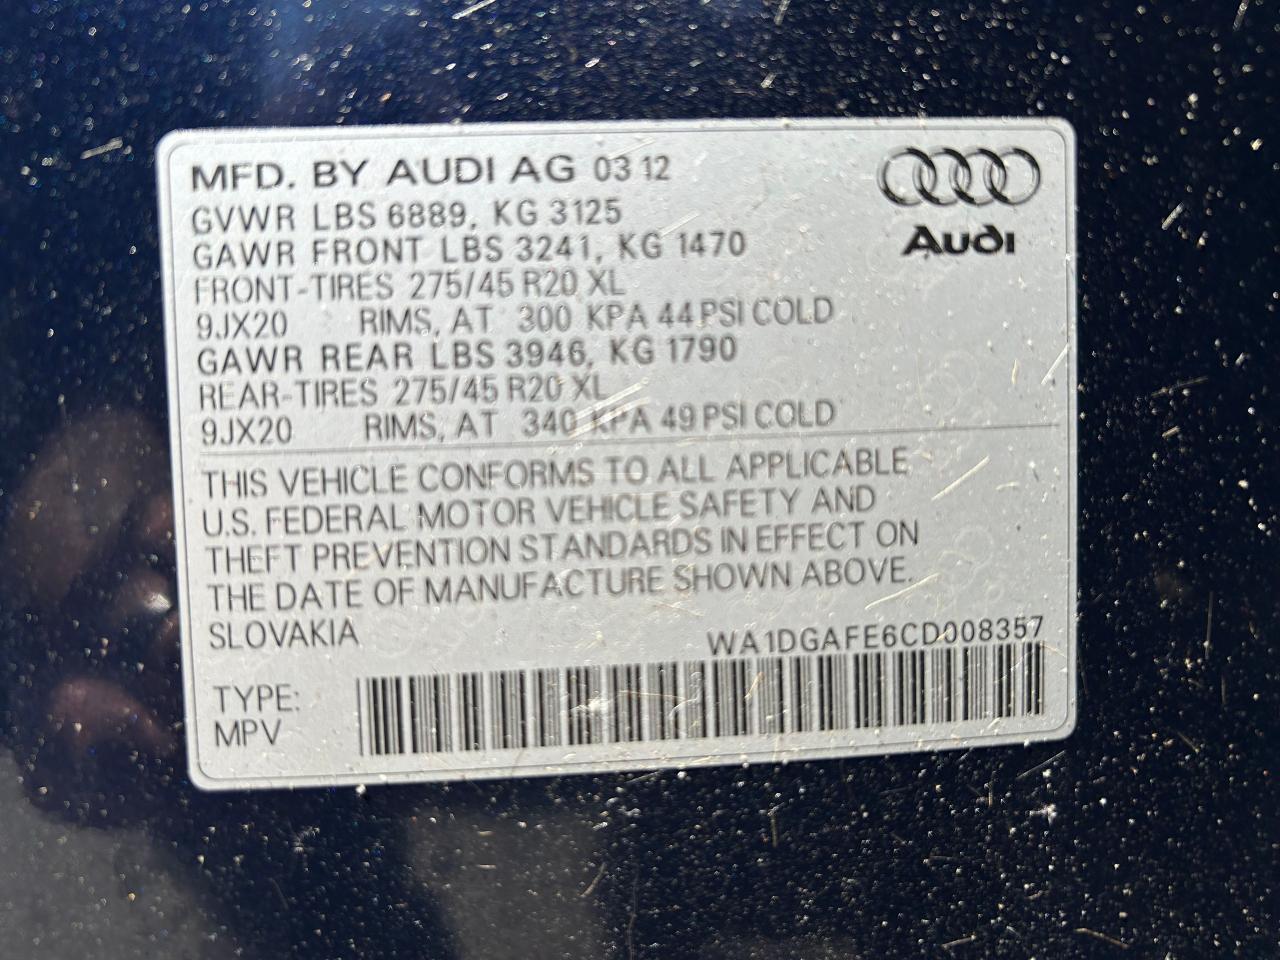 MFD. BY AUDI AG 03 12
GVWR LBS 6889, KG 3125
GAWR FRONT LBS 3241, KG 1470
FRONT-TIRES 275/45 R20 XL
9JX20 RIMS, AT 300 KPA 44 PSI COLD
GAWR REAR LBS 3946, KG 1790
REAR-TIRES 275/45 R20 XL
9JX20 RIMS, AT 340 KPA 49 PSI COLD
Audi
THIS VEHICLE CONFORMS TO ALL APPLICABLE
U.S. FEDERAL MOTOR VEHICLE SAFETY AND
THEFT PREVENTION STANDARDS IN EFFECT ON
THE DATE OF MANUFACTURE SHOWN ABOVE.
SLOVAKIA WA1DGAFE6CD008357
TYPE:
MPV